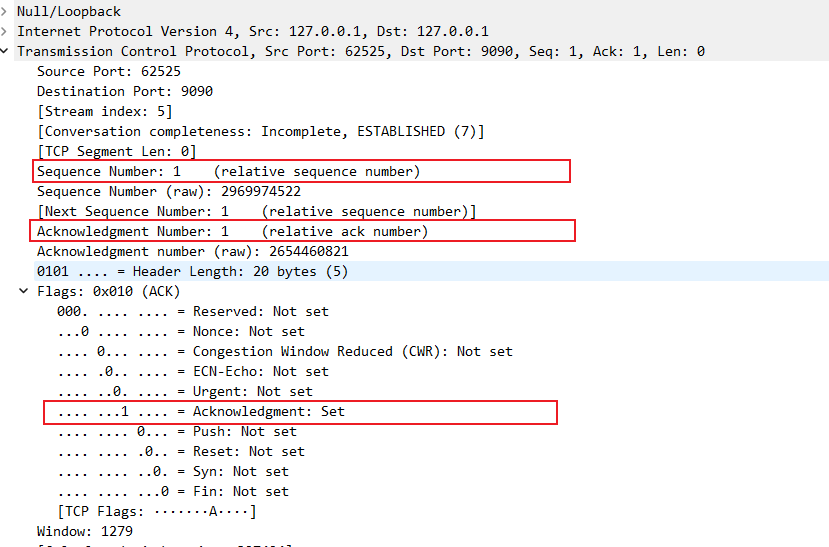 Null/Loopback
Internet Protocol Version 4, Src: 127.0.0.1, Dst: 127.0.0.1
Transmission Control Protocol, Src Port: 62525, Dst Port: 9090, Seq: 1, Ack: 1, Len: 0
Source Port: 62525
Destination Port: 9090
[Stream index: 5]
[Conversation completeness: Incomplete, ESTABLISHED (7)]
[TCP Segment Len: 0]
Sequence Number: 1    (relative sequence number)
Sequence Number (raw): 2969974522
[Next Sequence Number: 1    (relative sequence number)]
Acknowledgment Number: 1    (relative ack number)
Acknowledgment number (raw): 2654460821
0101 .... = Header Length: 20 bytes (5)
Flags: 0x010 (ACK)
000. .... .... = Reserved: Not set
...0 .... .... = Nonce: Not set
.... 0... .... = Congestion Window Reduced (CWR): Not set
.... .0.. .... = ECN-Echo: Not set
.... ..0. .... = Urgent: Not set
.... ...1 .... = Acknowledgment: Set
.... .... 0... = Push: Not set
.... .... .0.. = Reset: Not set
.... .... ..0. = Syn: Not set
.... .... ...0 = Fin: Not set
[TCP Flags: ·······A····]
Window: 1279